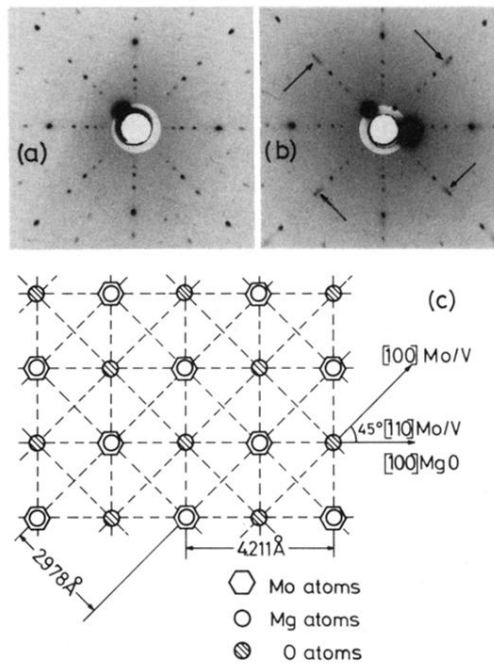 (a)
(b)
(c)
[100] Mo/V
45° [110] Mo/V
[100] MgO
2.978Å
4.211Å
Mo atoms
Mg atoms
O atoms